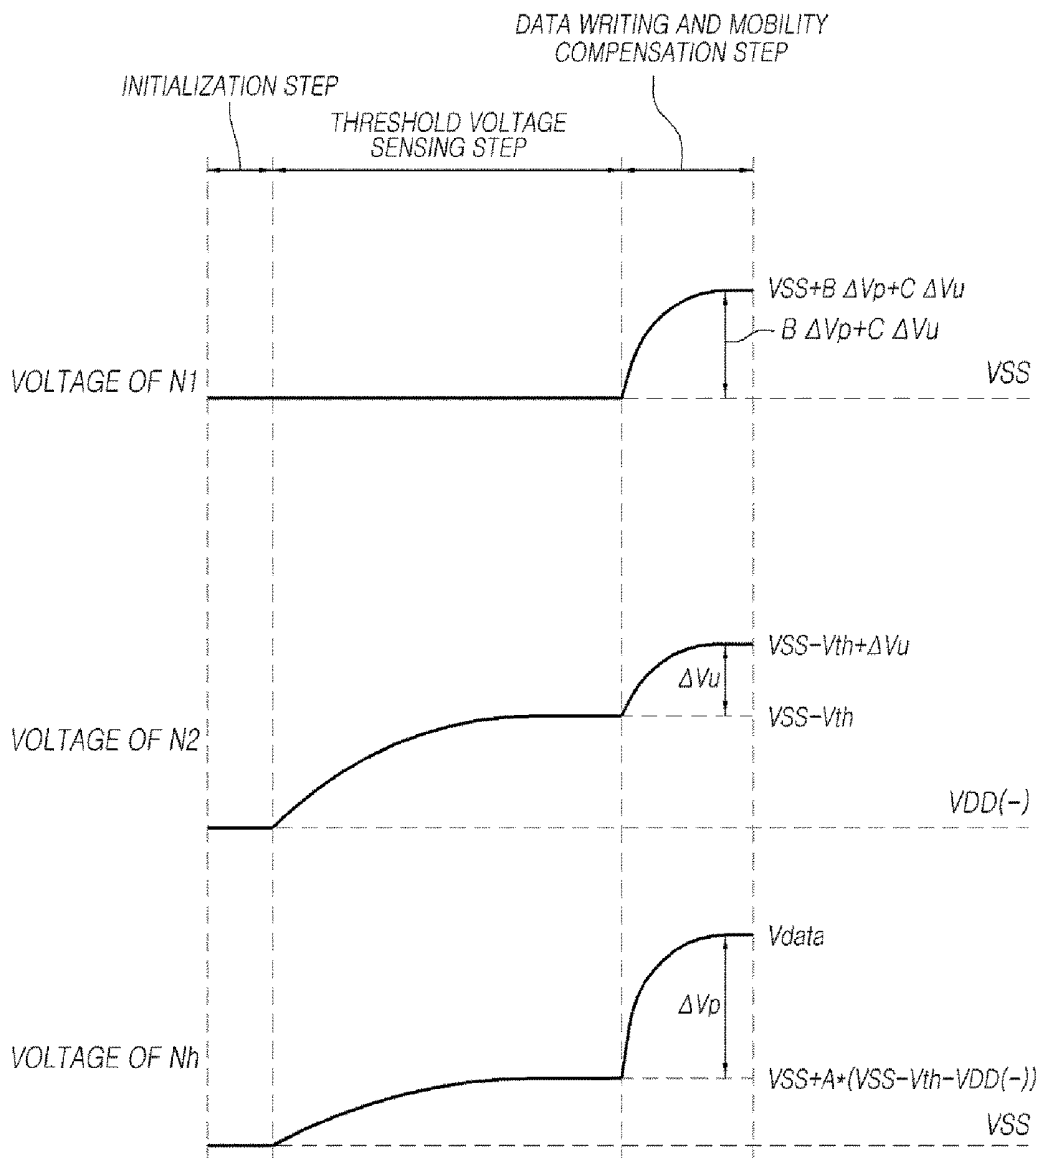 DATA WRITING AND MOBILITY
COMPENSATION STEP
INITIALIZATION STEP
THRESHOLD VOLTAGE
SENSING STEP
VSS+B ΔVp+C ΔVu
B ΔVp+C ΔVu
VOLTAGE OF N1
VSS
VSS-Vth+ΔVu
ΔVu
VSS-Vth
VOLTAGE OF N2
VDD(-)
Vdata
ΔVp
VOLTAGE OF Nh
VSS+A*(VSS-Vth-VDD(-))
VSS